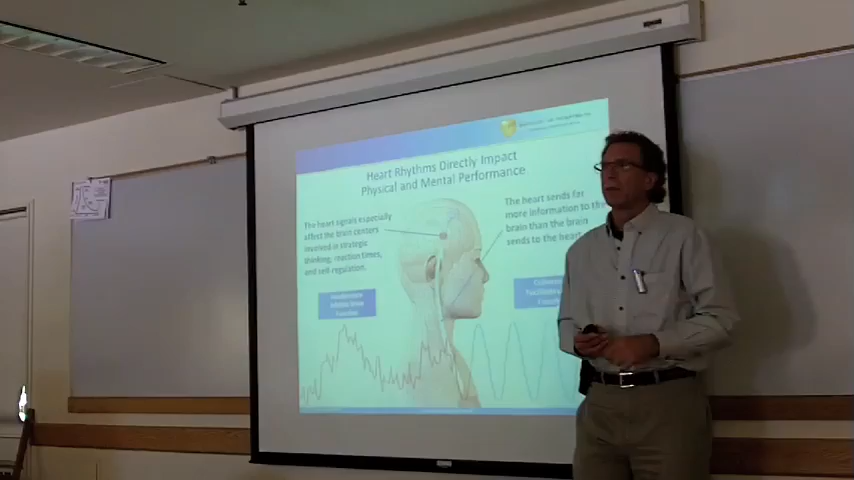 Heart Rhythms Directly Impact
Physical and Mental Performance
The heart signals especially
affect the brain centers
involved in strategic
thinking, reaction times,
and self-regulation.
The heart sends far
more information to the
brain than the brain
sends to the heart